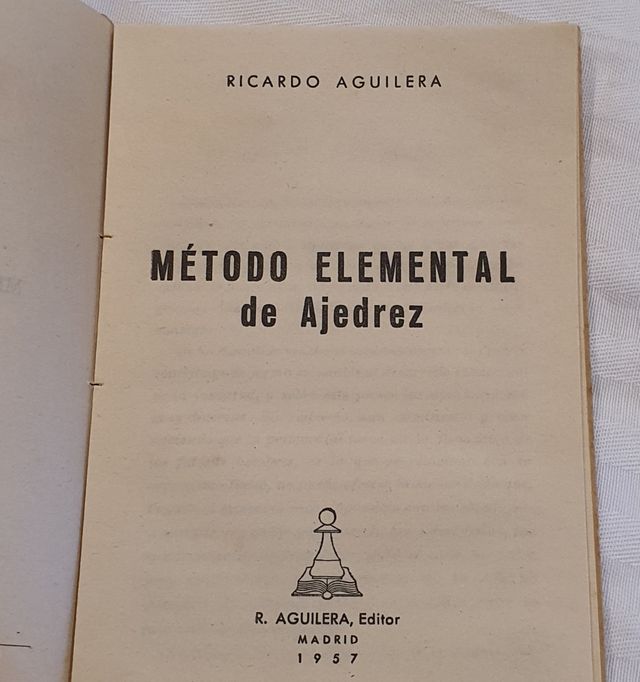 RICARDO AGUILERA
MÉTODO ELEMENTAL
de Ajedrez
R. AGUILERA, Editor
MADRID
1957